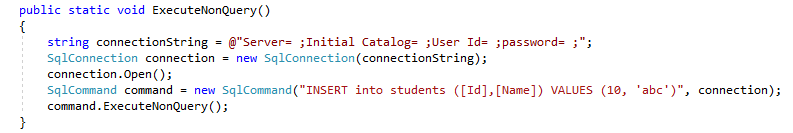 public static void ExecuteNonQuery()
{
string connectionString = @"Server= ;Initial Catalog= ;User Id= ;password= ;";
SqlConnection connection = new SqlConnection(connectionString);
connection.Open();
SqlCommand command = new SqlCommand("INSERT into students ([Id],[Name]) VALUES (10, 'abc')", connection);
command.ExecuteNonQuery();
}